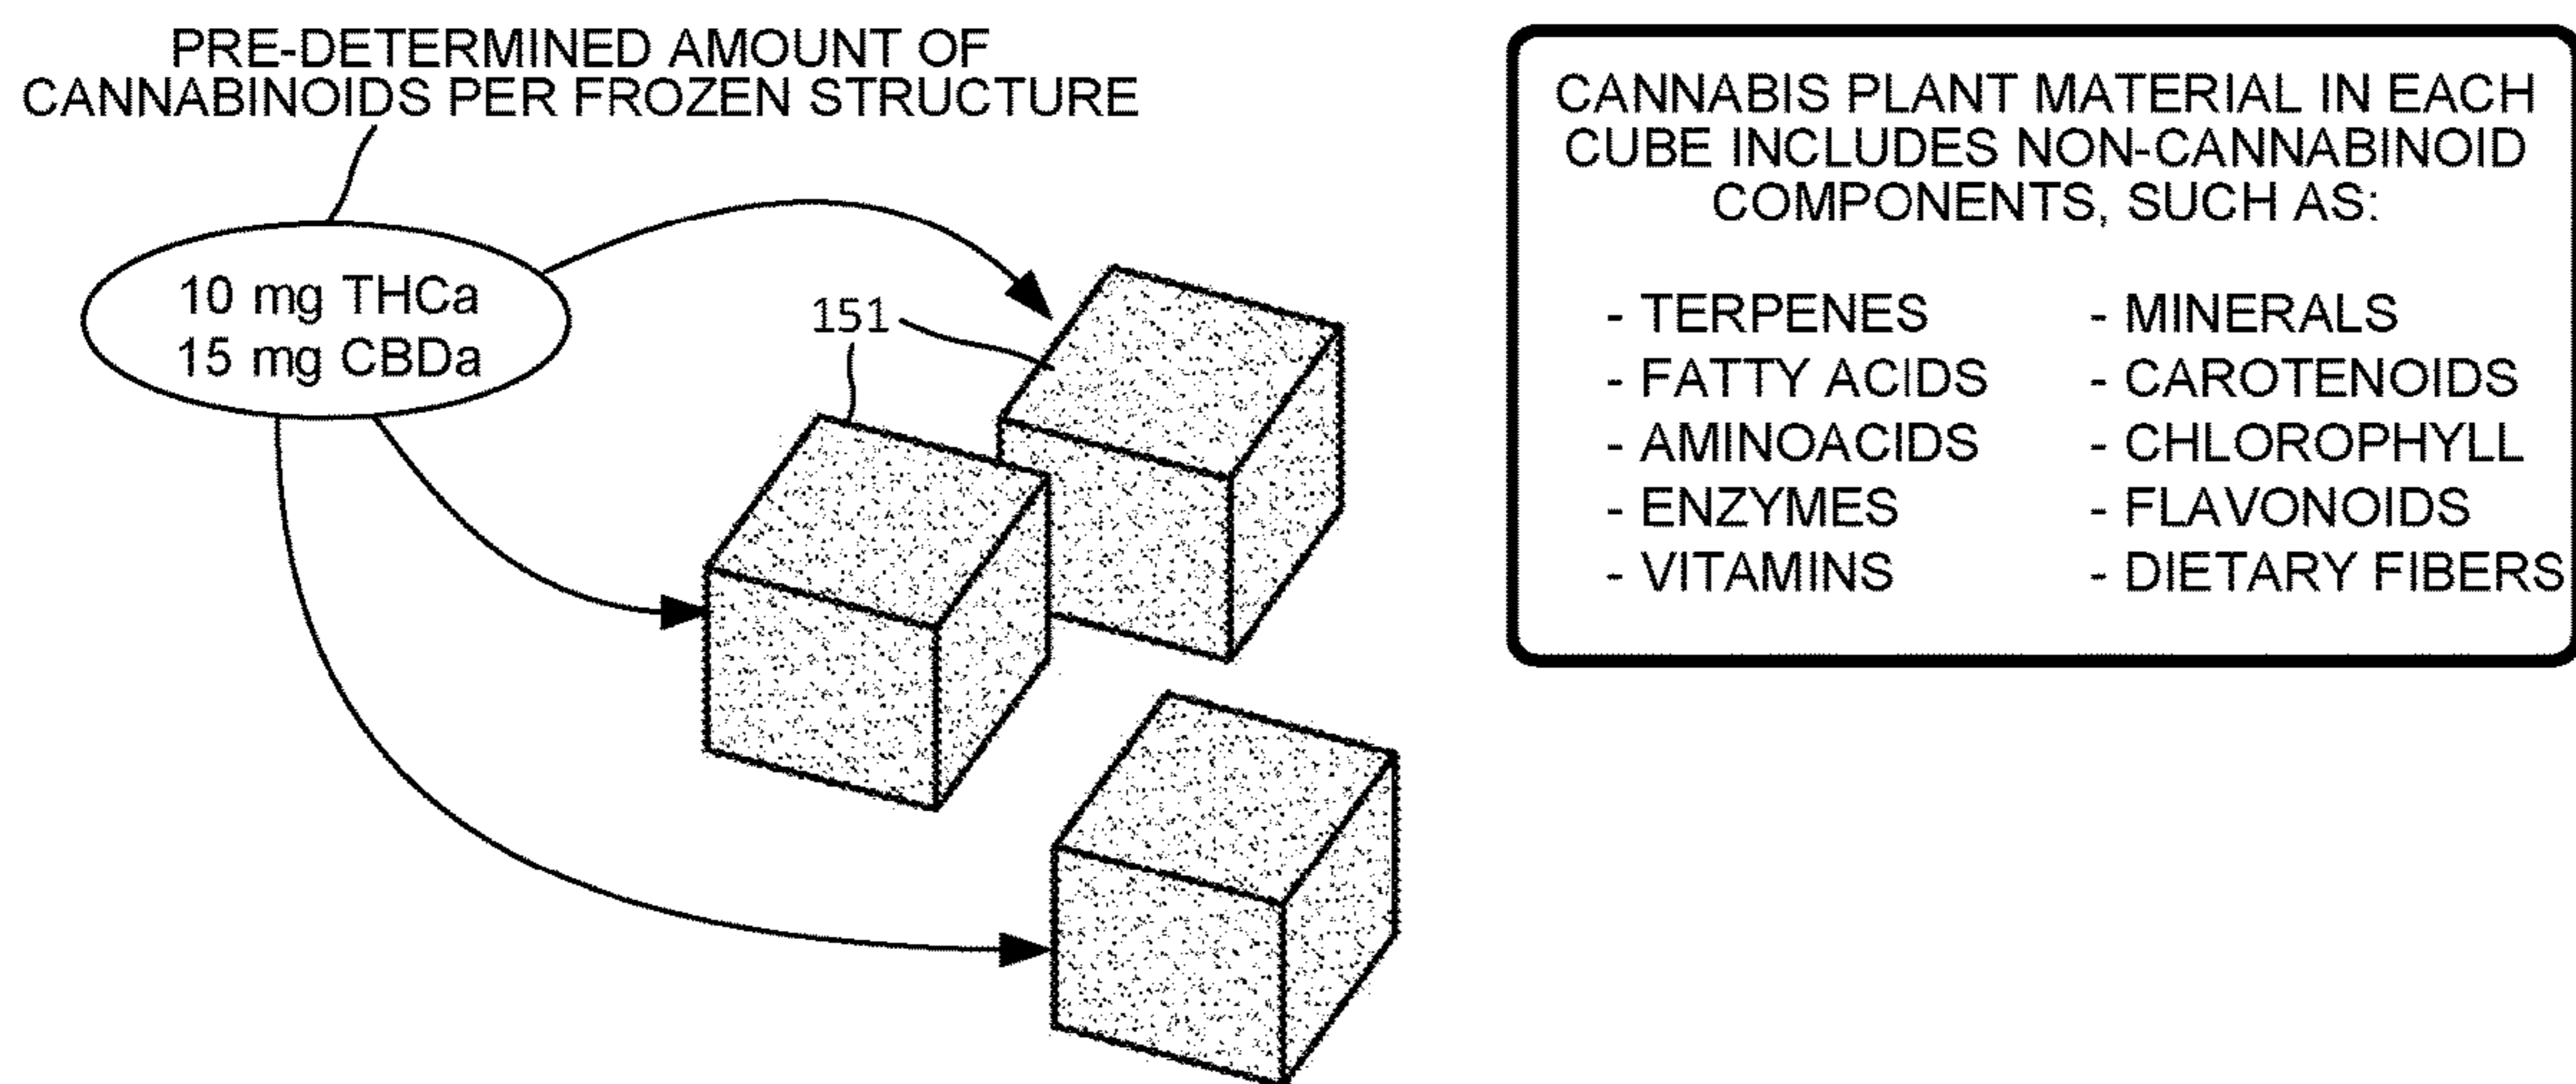 PRE-DETERMINED AMOUNT OF
CANNABINOIDS PER FROZEN STRUCTURE
10 mg THCa
15 mg CBDa
151
CANNABIS PLANT MATERIAL IN EACH
CUBE INCLUDES NON-CANNABINOID
COMPONENTS, SUCH AS:
- TERPENES
- FATTY ACIDS
- AMINOACIDS
- ENZYMES
- VITAMINS
- MINERALS
- CAROTENOIDS
- CHLOROPHYLL
- FLAVONOIDS
- DIETARY FIBERS